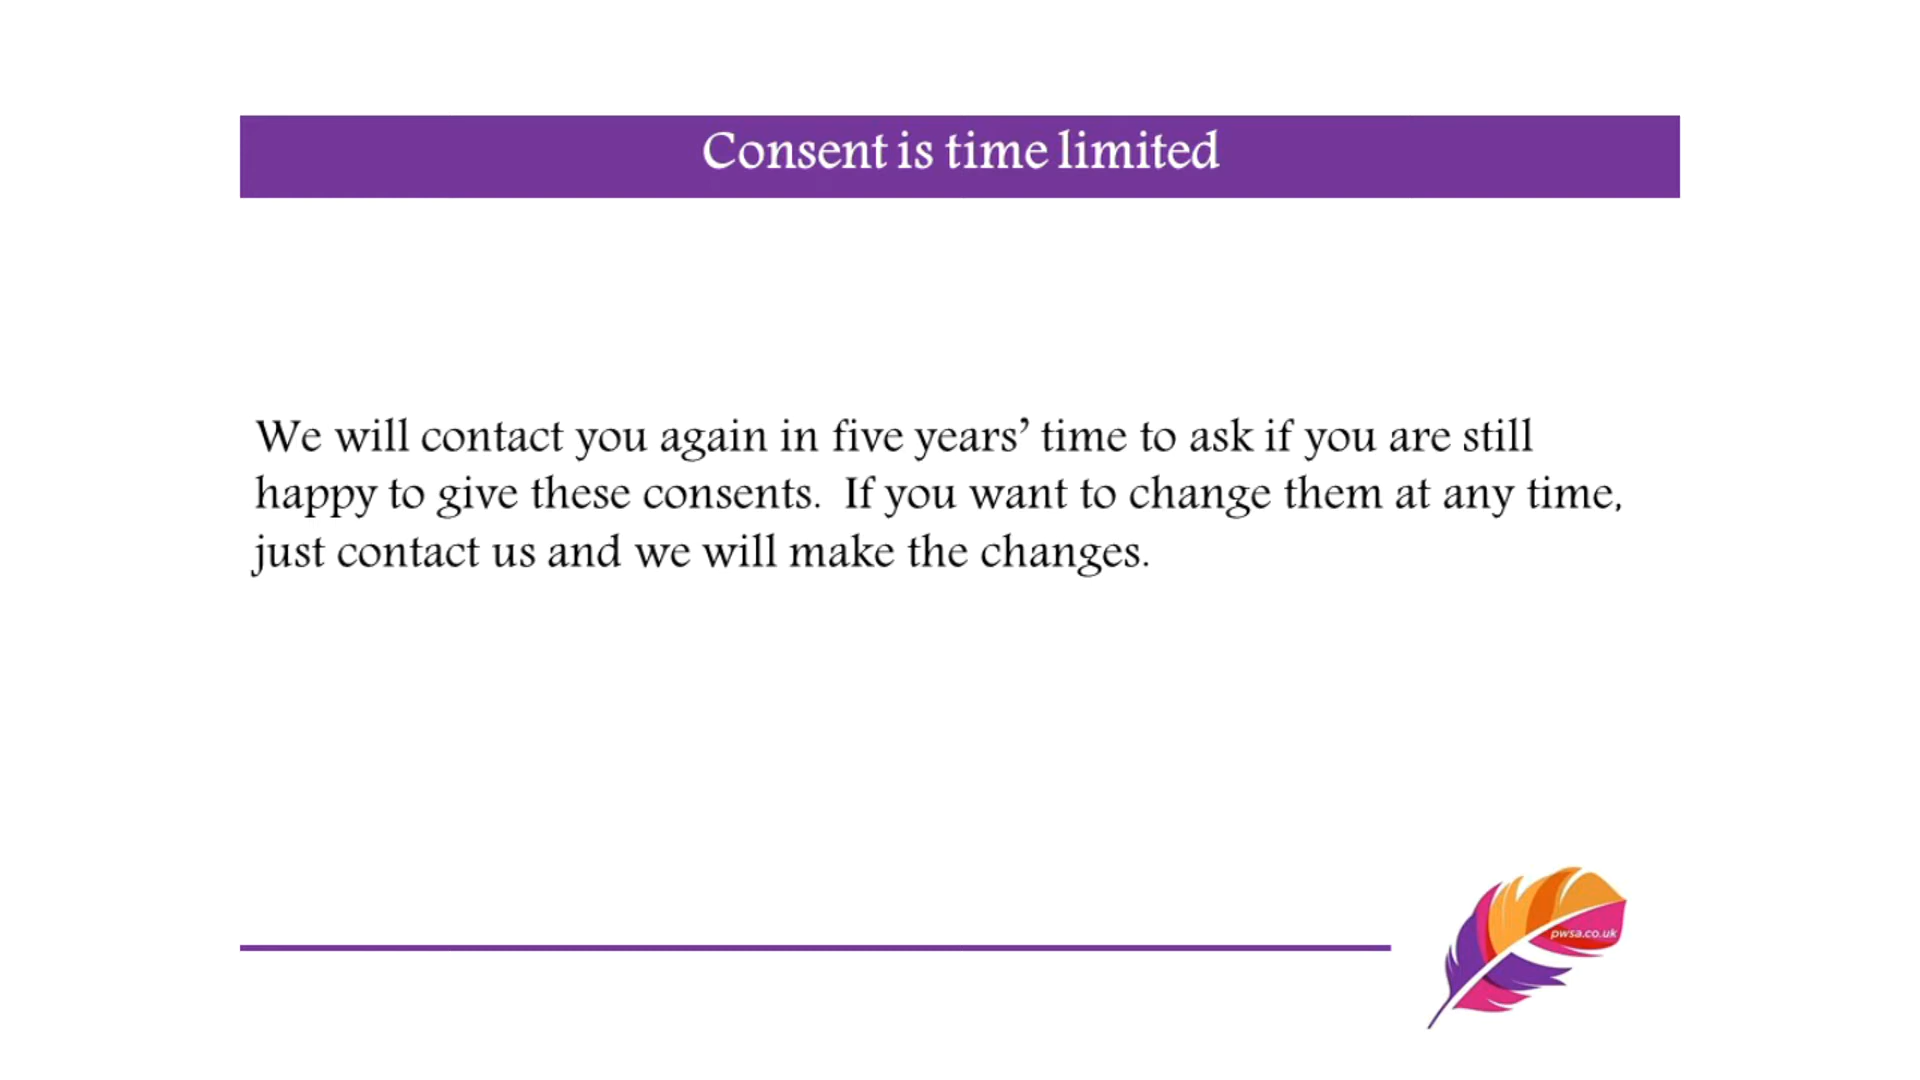 Consent is time limited
We will contact you again in five years’ time to ask if you are still
happy to give these consents.  If you want to change them at any time,
just contact us and we will make the changes.
pwsa.co.uk